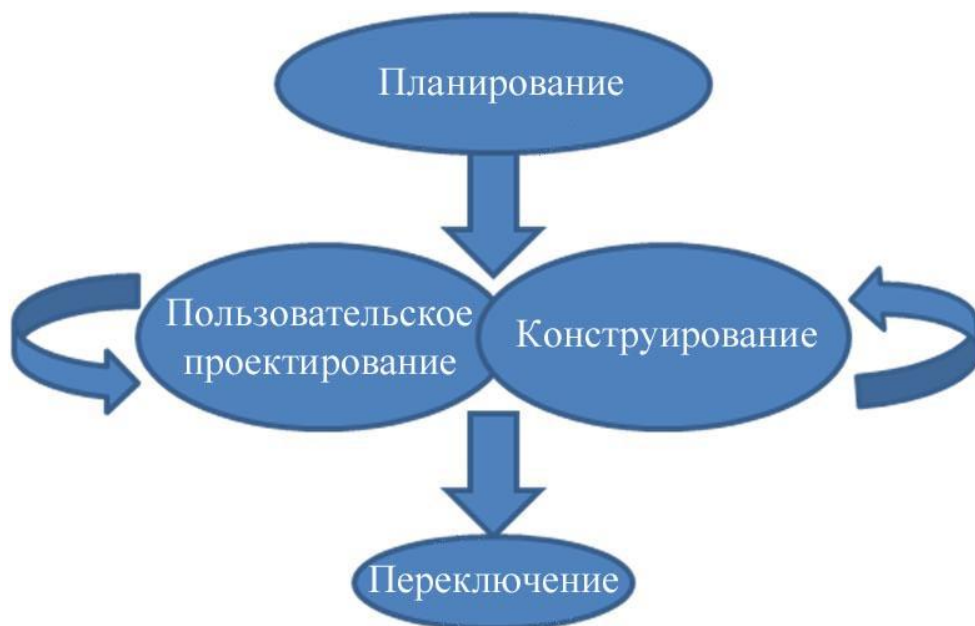 Планирование
Пользовательское
проектирование
Конструирование
Переключение